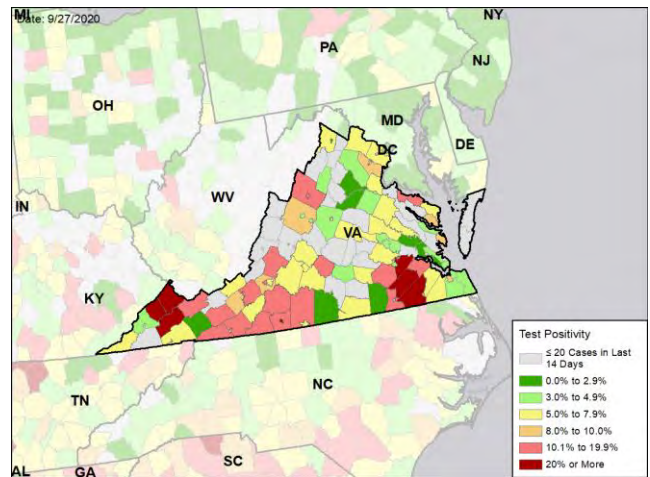 Date: 9/27/2020
MI
NY
PA
NJ
OH
MD
DE
DC
IN
WV
VA
KY
TN
NC
AL
GA
SC
Test Positivity
≤ 20 Cases in Last
14 Days
0.0% to 2.9%
3.0% to 4.9%
5.0% to 7.9%
8.0% to 10.0%
10.1% to 19.9%
20% or More